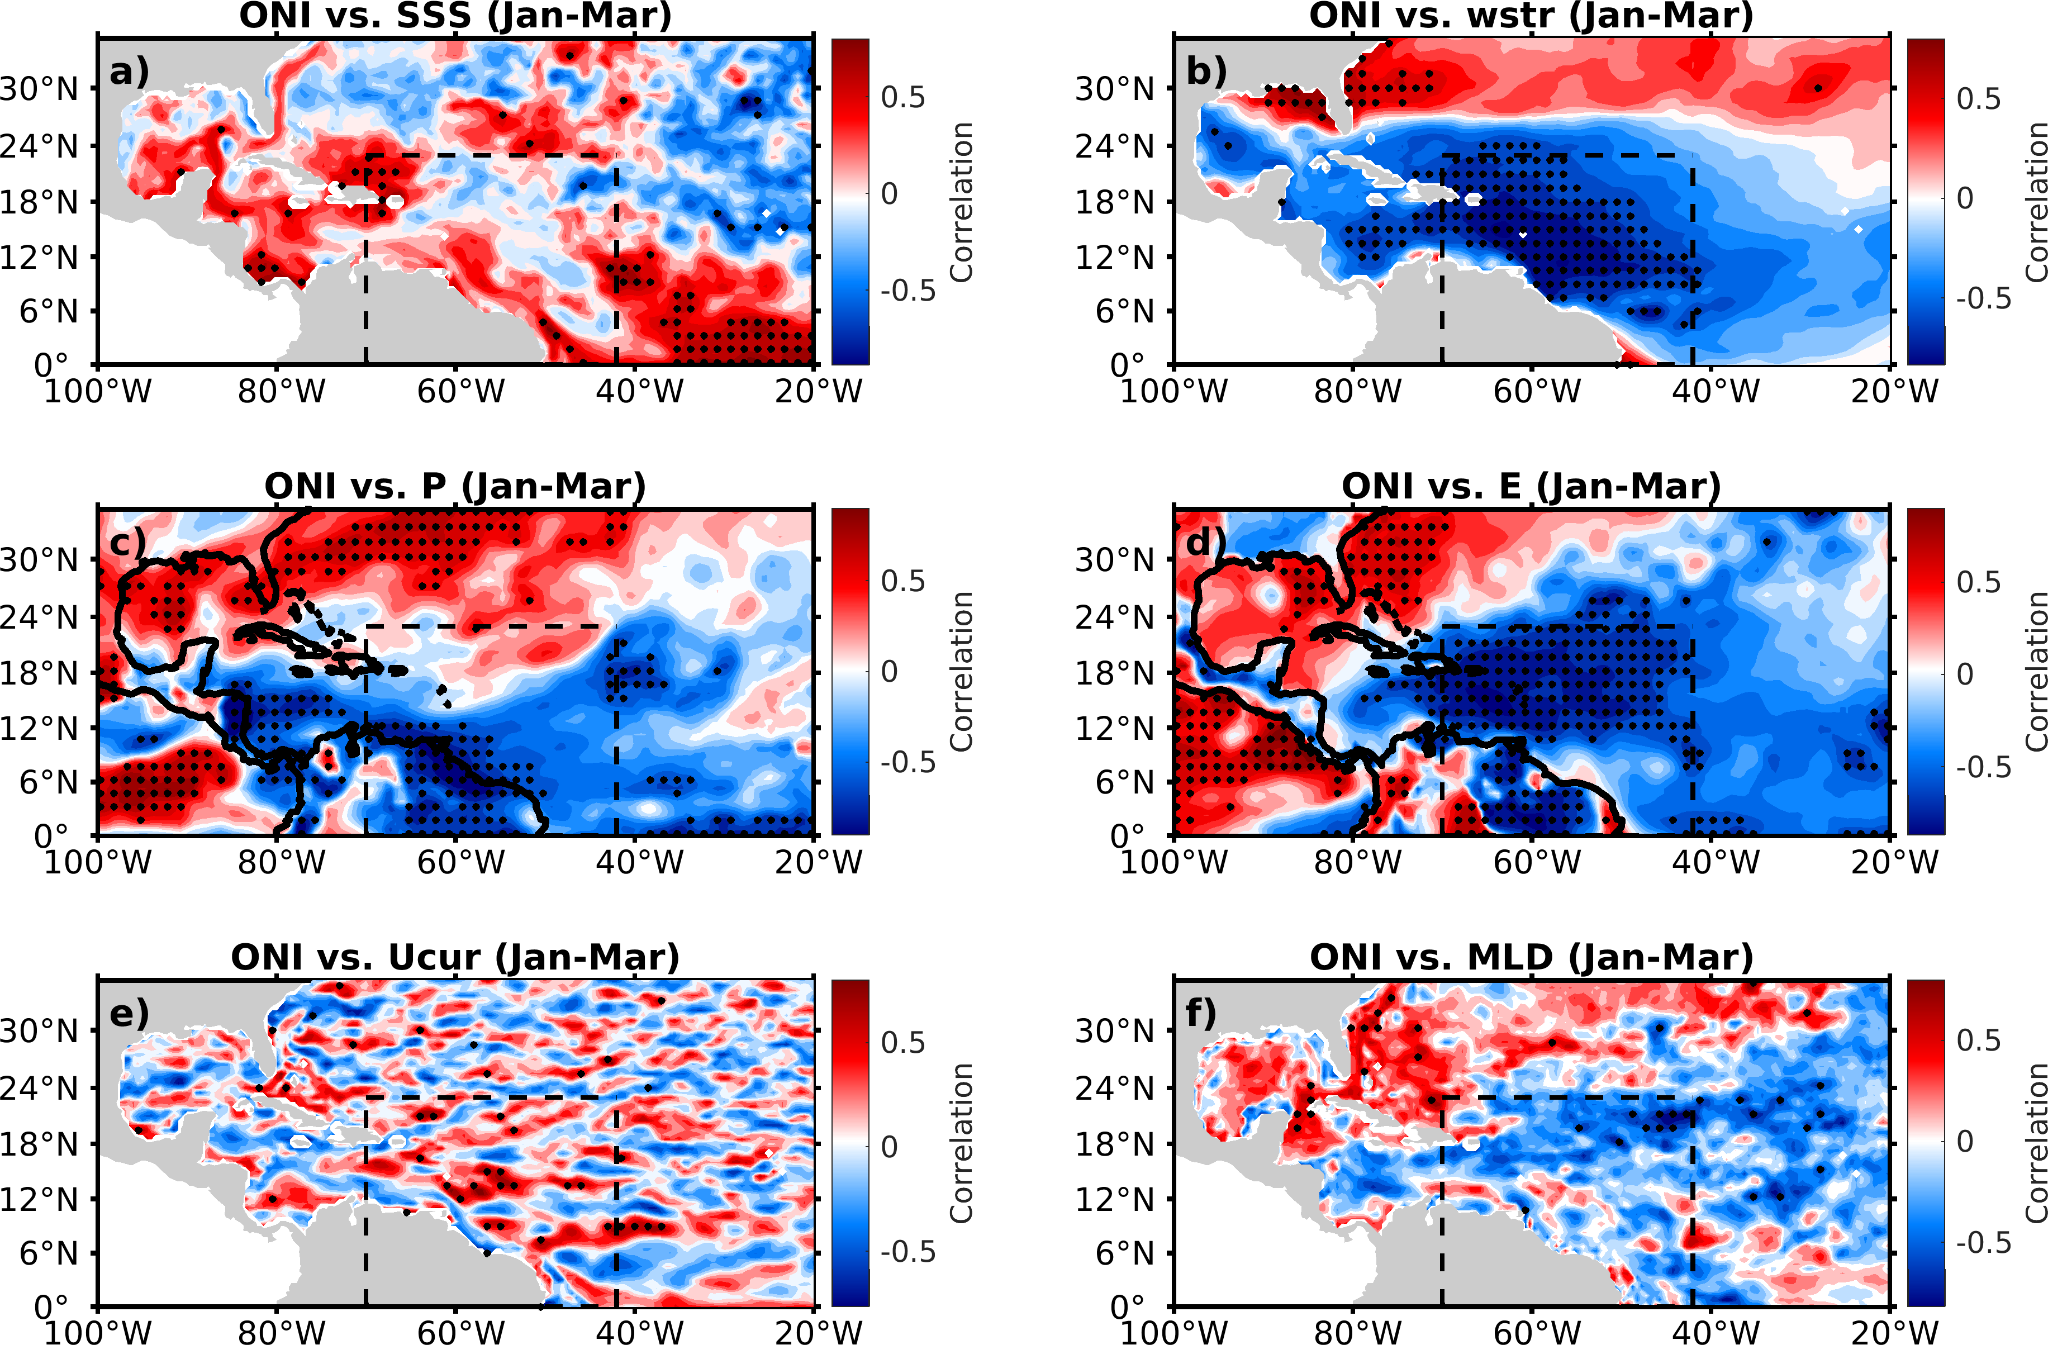 ONI vs. SSS (Jan-Mar)
a)
30°N
24°N
18°N
12°N
6°N
0°
100°W
80°W
60°W
40°W
20°W
0.5
0
-0.5
Correlation
ONI vs. wstr (Jan-Mar)
b)
30°N
24°N
18°N
12°N
6°N
0°
100°W
80°W
60°W
40°W
20°W
0.5
0
-0.5
Correlation
ONI vs. P (Jan-Mar)
c)
30°N
24°N
18°N
12°N
6°N
0°
100°W
80°W
60°W
40°W
20°W
0.5
0
-0.5
Correlation
ONI vs. E (Jan-Mar)
d)
30°N
24°N
18°N
12°N
6°N
0°
100°W
80°W
60°W
40°W
20°W
0.5
0
-0.5
Correlation
ONI vs. Ucur (Jan-Mar)
e)
30°N
24°N
18°N
12°N
6°N
0°
100°W
80°W
60°W
40°W
20°W
0.5
0
-0.5
Correlation
ONI vs. MLD (Jan-Mar)
f)
30°N
24°N
18°N
12°N
6°N
0°
100°W
80°W
60°W
40°W
20°W
0.5
0
-0.5
Correlation